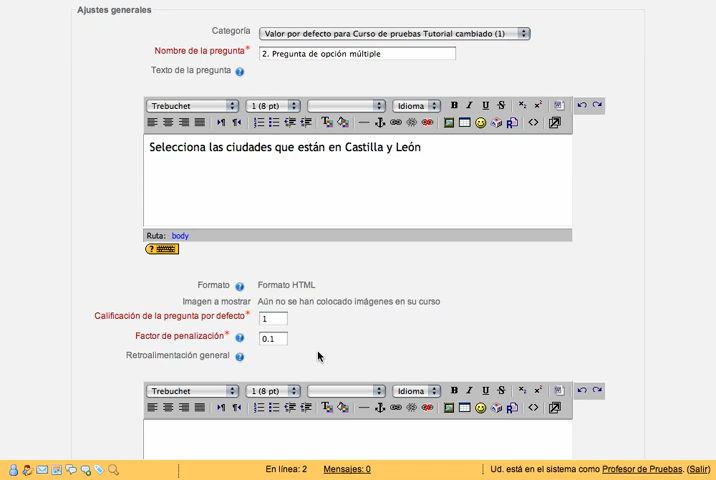 Ajustes generales
Categoría Valor por defecto para Curso de pruebas Tutorial cambiado (1)
Nombre de la pregunta* 2. Pregunta de opción múltiple
Texto de la pregunta
Trebuchet 1 (8 pt) Idioma B I U S
Selecciona las ciudades que están en Castilla y León
Ruta: body
Formato Formato HTML
Imagen a mostrar Aún no se han colocado imágenes en su curso
Calificación de la pregunta por defecto* 1
Factor de penalización* 0.1
Retroalimentación general
Trebuchet 1 (8 pt) Idioma B I U S
En línea: 2 Mensajes: 0 Ud. está en el sistema como Profesor de Pruebas. (Salir)